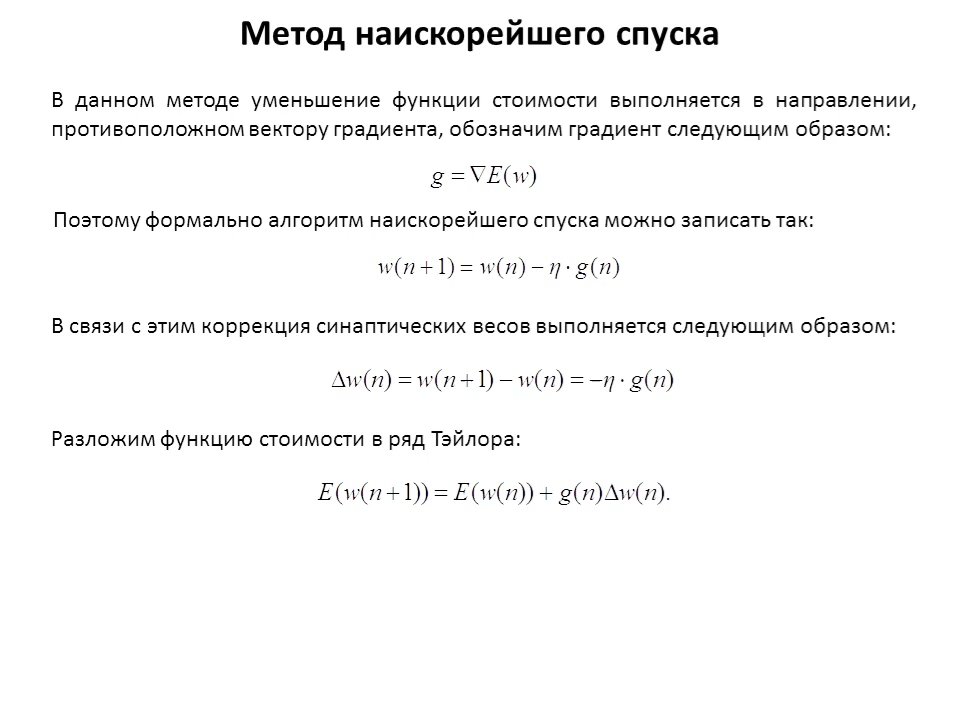 Метод наискорейшего спуска
В данном методе уменьшение функции стоимости выполняется в направлении,
противоположном вектору градиента, обозначим градиент следующим образом:
g = ∇E(w)
Поэтому формально алгоритм наискорейшего спуска можно записать так:
w(n + 1) = w(n) − η · g(n)
В связи с этим коррекция синаптических весов выполняется следующим образом:
Δw(n) = w(n + 1) − w(n) = −η · g(n)
Разложим функцию стоимости в ряд Тэйлора:
E(w(n + 1)) = E(w(n)) + g(n)Δw(n).